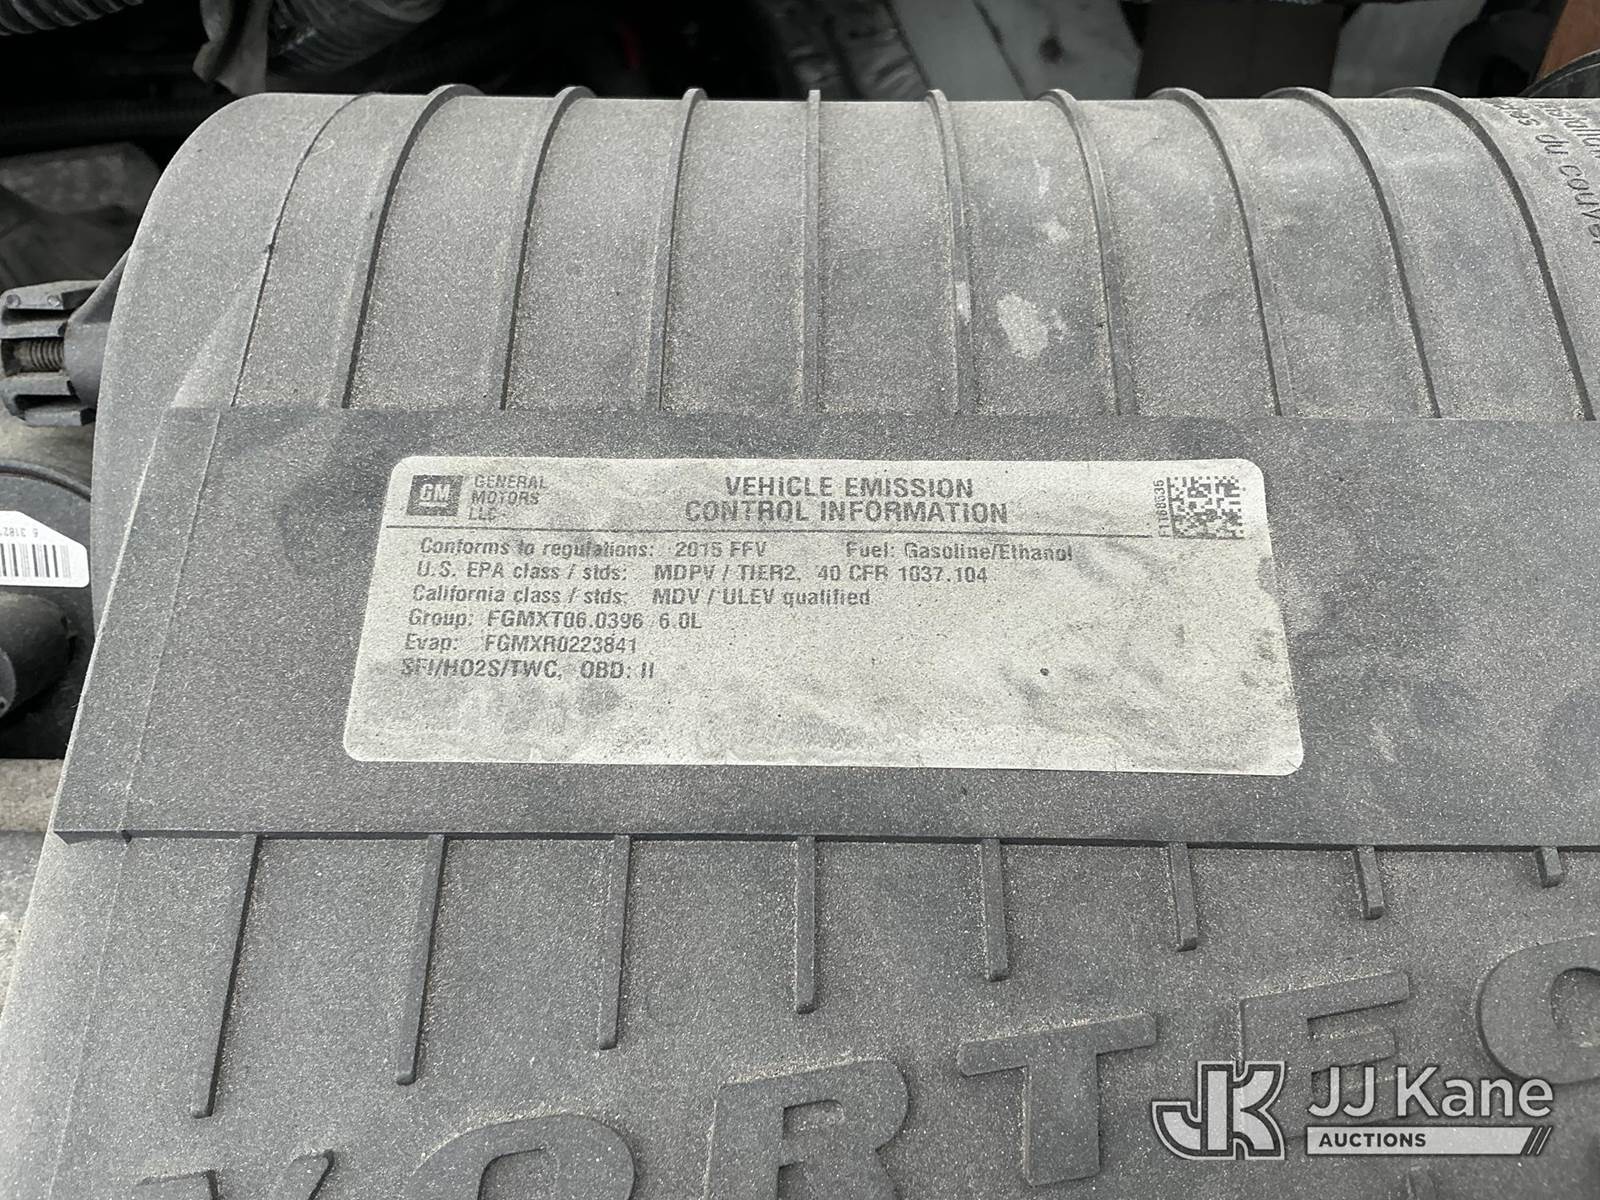 GM GENERAL MOTORS LLC
VEHICLE EMISSION
CONTROL INFORMATION
Conforms to regulations: 2015 FFV Fuel: Gasoline/Ethanol
U.S. EPA class / stds: MDPV / TIER2, 40 CFR 1037.104
California class / stds: MDV / ULEV qualified
Group: FGMXT06.0396 6.0L
Evap: FGMXR0223841
SFI/HO2S/TWC, OBD: II
VORTEC
JK JJ Kane
AUCTIONS